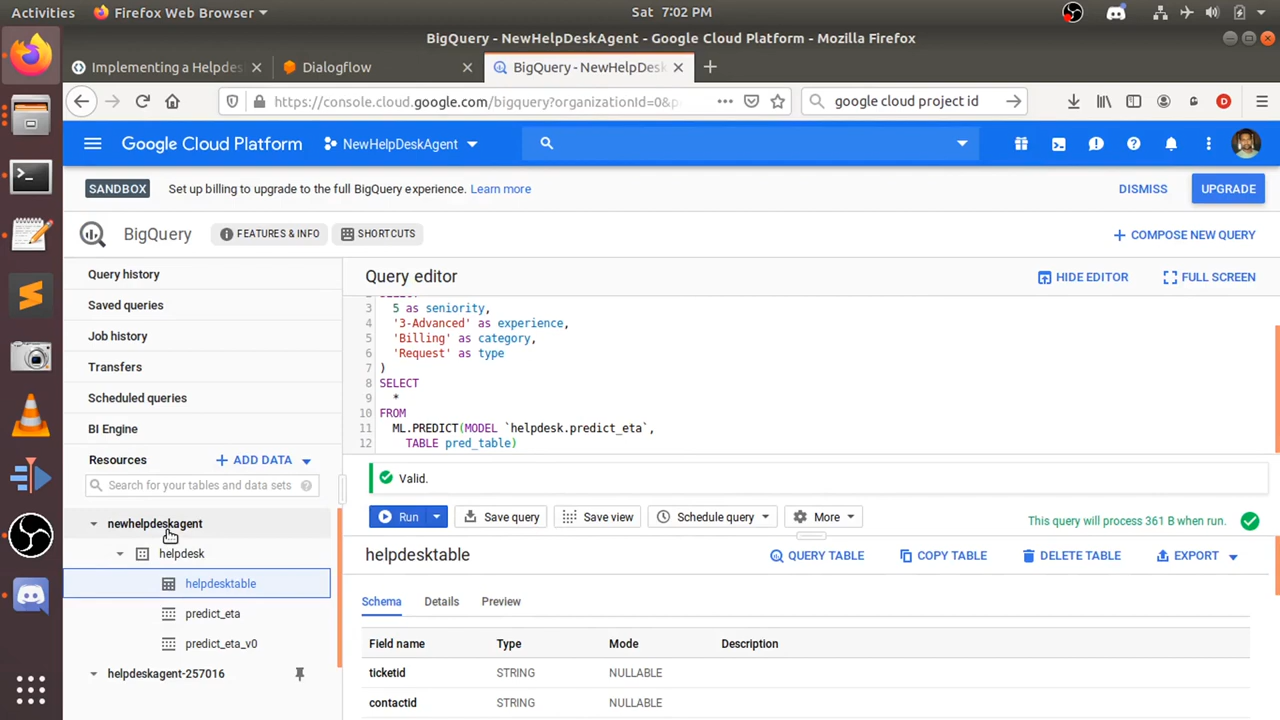 Activities
Firefox Web Browser
Sat 7:02 PM
BigQuery - NewHelpDeskAgent - Google Cloud Platform - Mozilla Firefox
Implementing a Helpdes
Dialogflow
BigQuery - NewHelpDesk
https://console.cloud.google.com/bigquery?organizationId=0&p
google cloud project id
Google Cloud Platform
NewHelpDeskAgent
SANDBOX
Set up billing to upgrade to the full BigQuery experience. Learn more
DISMISS
UPGRADE
BigQuery
FEATURES & INFO
SHORTCUTS
+ COMPOSE NEW QUERY
Query history
Saved queries
Job history
Transfers
Scheduled queries
BI Engine
Resources
+ ADD DATA
Search for your tables and data sets
newhelpdeskagent
helpdesk
helpdesktable
predict_eta
predict_eta_v0
helpdeskagent-257016
Query editor
HIDE EDITOR
FULL SCREEN
3 5 as seniority,
4 '3-Advanced' as experience,
5 'Billing' as category,
6 'Request' as type
7 )
8 SELECT
9 *
10 FROM
11 ML.PREDICT(MODEL `helpdesk.predict_eta`,
12 TABLE pred_table)
Valid.
Run
Save query
Save view
Schedule query
More
This query will process 361 B when run.
helpdesktable
QUERY TABLE
COPY TABLE
DELETE TABLE
EXPORT
Schema
Details
Preview
Field name Type Mode Description
ticketid STRING NULLABLE
contactid STRING NULLABLE